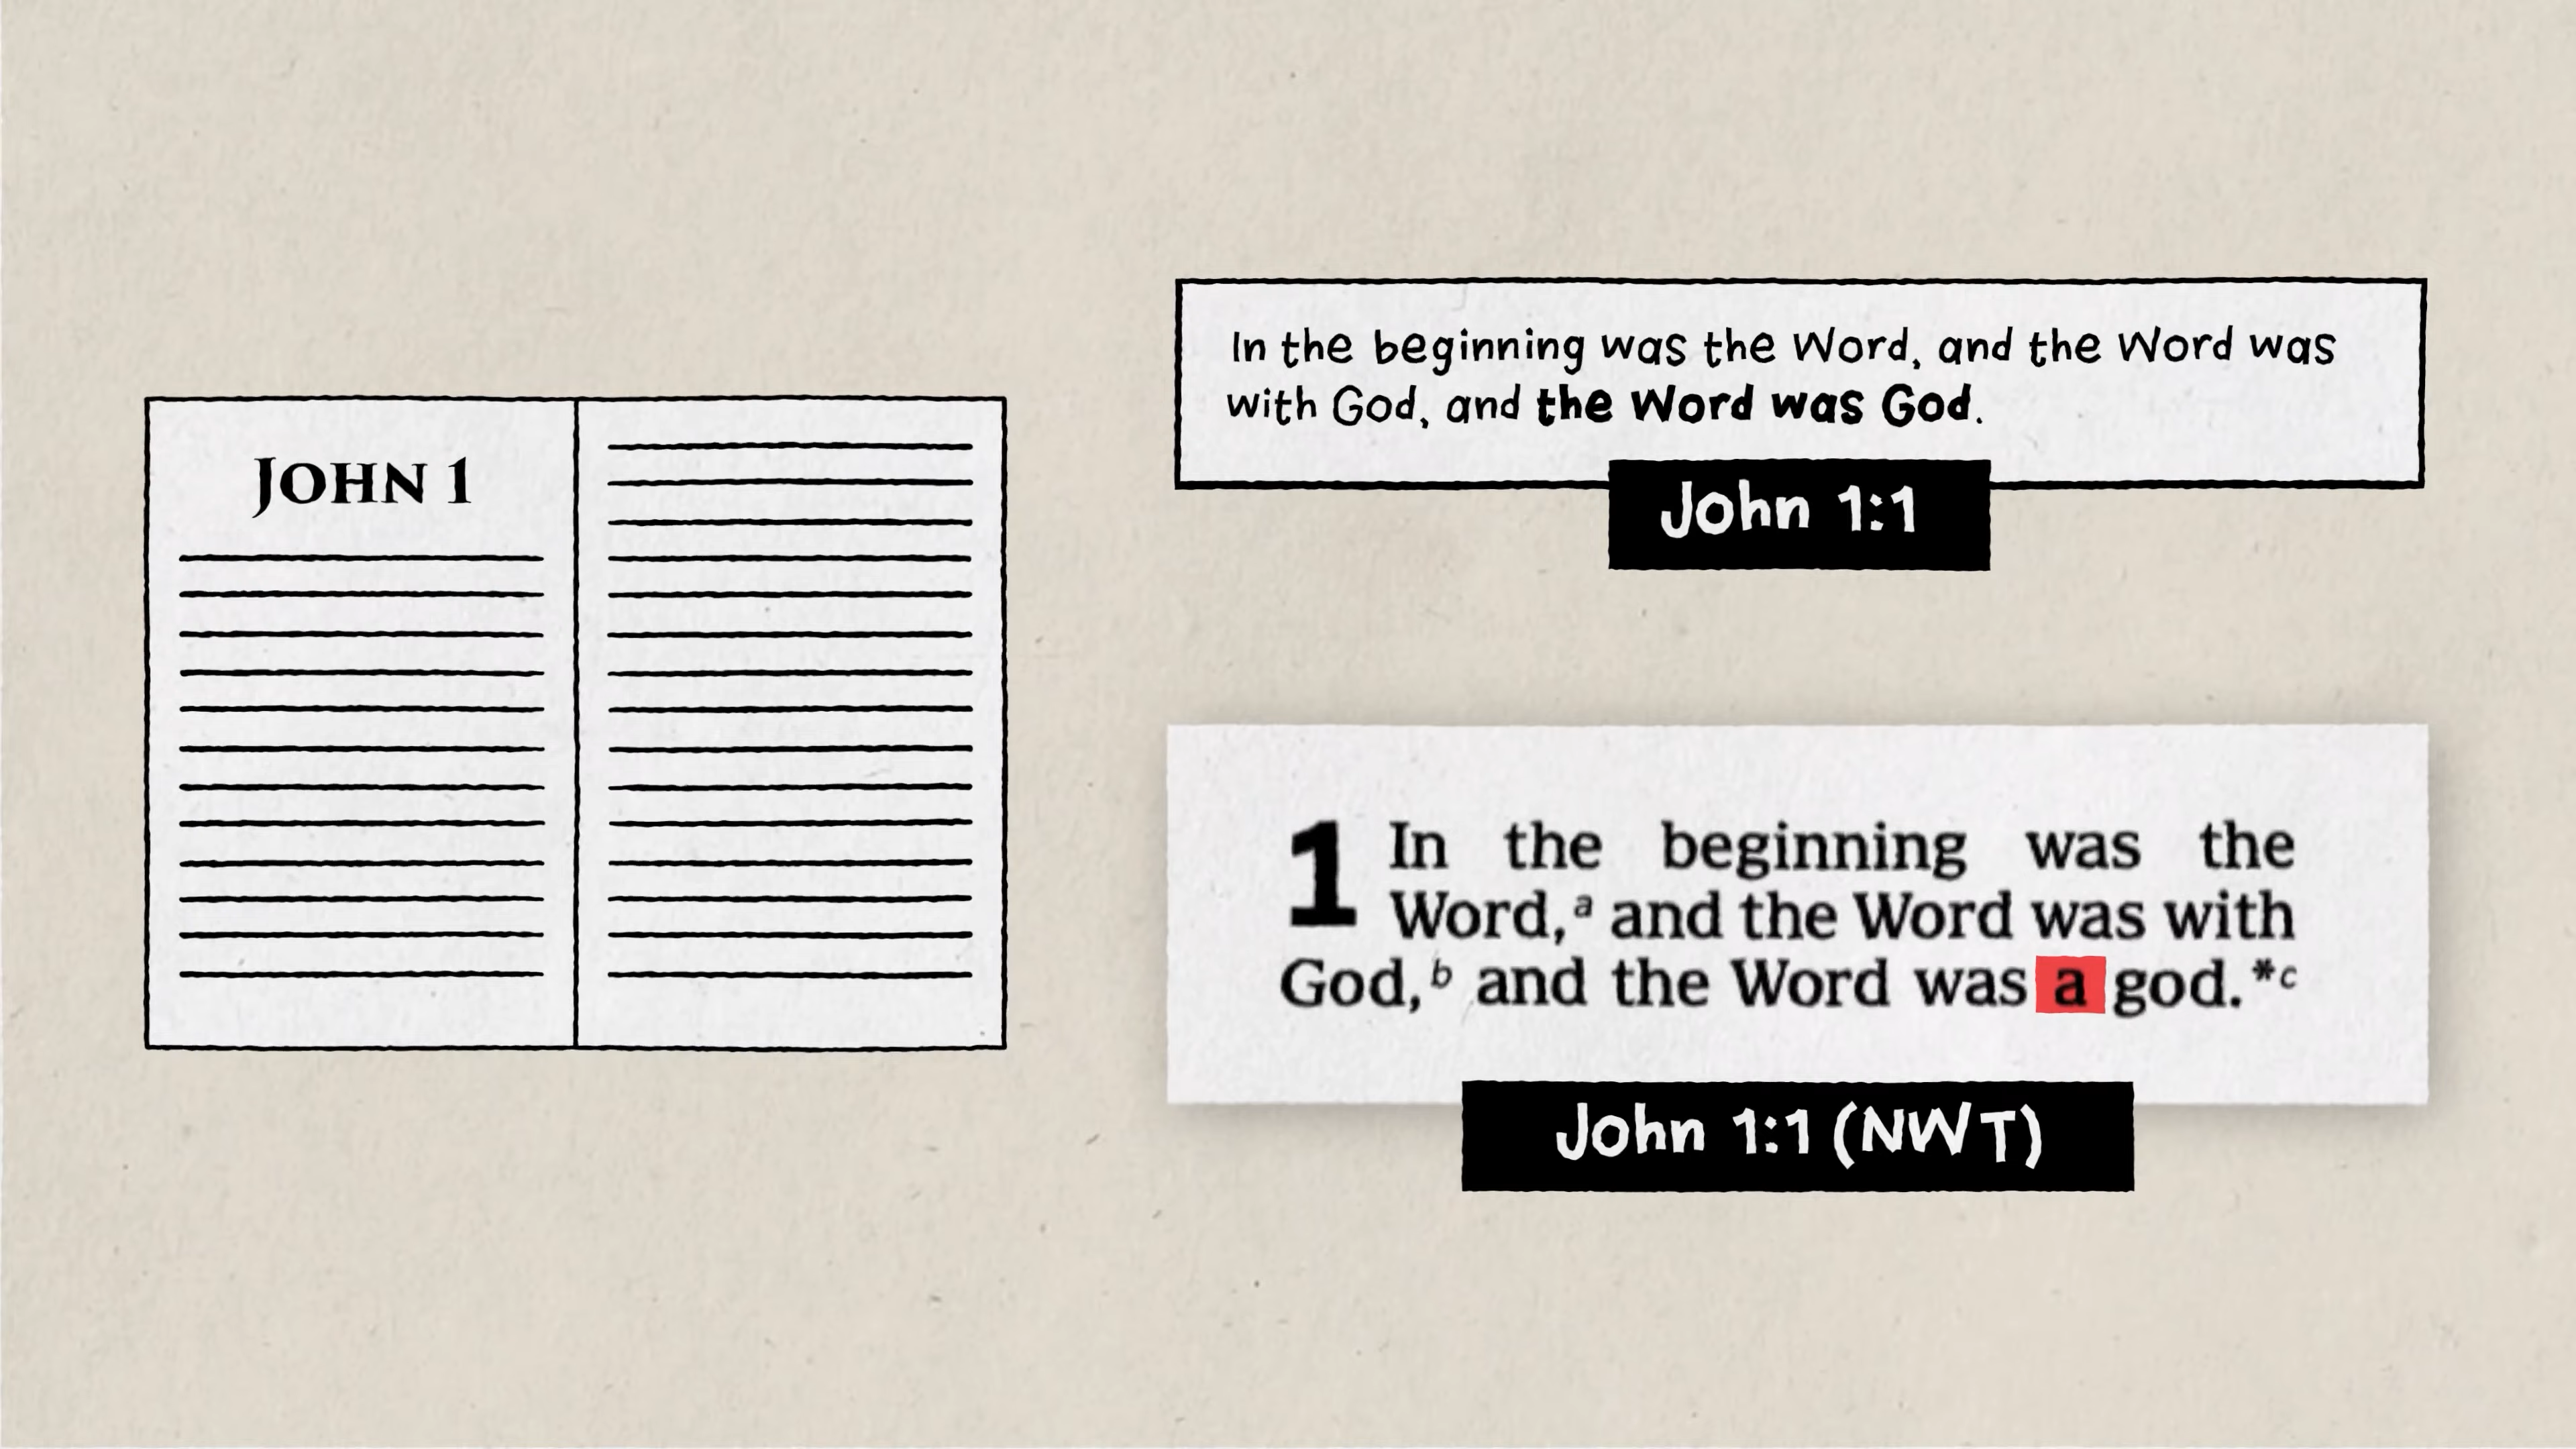 JOHN 1
In the beginning was the Word, and the Word was
with God, and the Word was God.
John 1:1
1 In the beginning was the
Word,ᵃ and the Word was with
God,ᵇ and the Word was a god.*ᶜ
John 1:1 (NWT)